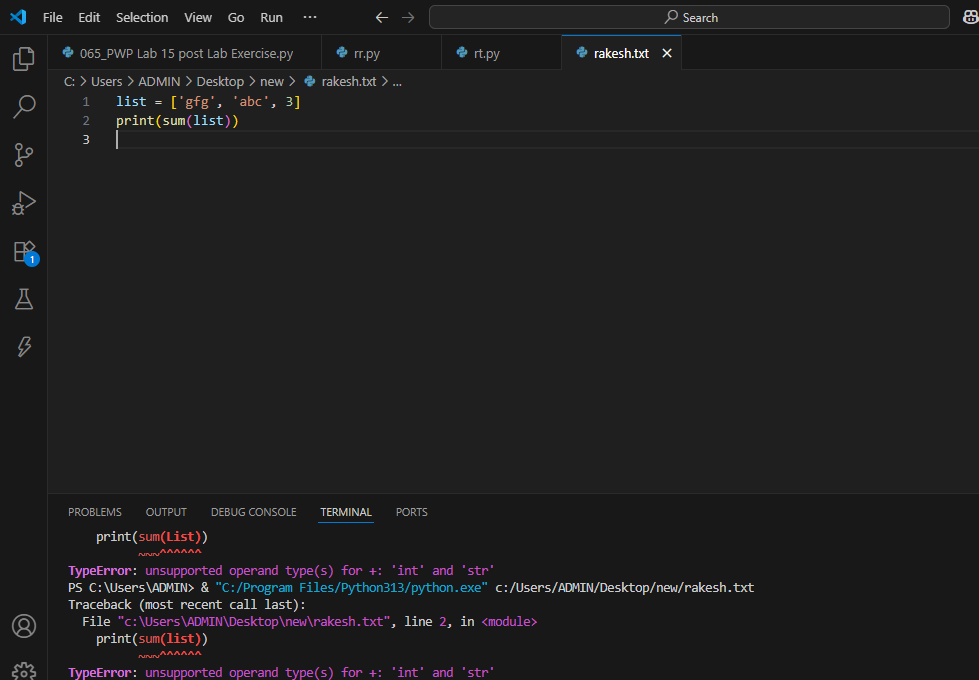 File Edit Selection View Go Run ··· ← → Search
065_PWP Lab 15 post Lab Exercise.py rr.py rt.py rakesh.txt ×
C: > Users > ADMIN > Desktop > new > rakesh.txt > ...
1 list = ['gfg', 'abc', 3]
2 print(sum(list))
3
1
PROBLEMS OUTPUT DEBUG CONSOLE TERMINAL PORTS
print(sum(List))
~~~^^^^^^
TypeError: unsupported operand type(s) for +: 'int' and 'str'
PS C:\Users\ADMIN> & "C:/Program Files/Python313/python.exe" c:/Users/ADMIN/Desktop/new/rakesh.txt
Traceback (most recent call last):
File "c:\Users\ADMIN\Desktop\new\rakesh.txt", line 2, in <module>
print(sum(list))
~~~^^^^^^
TypeError: unsupported operand type(s) for +: 'int' and 'str'